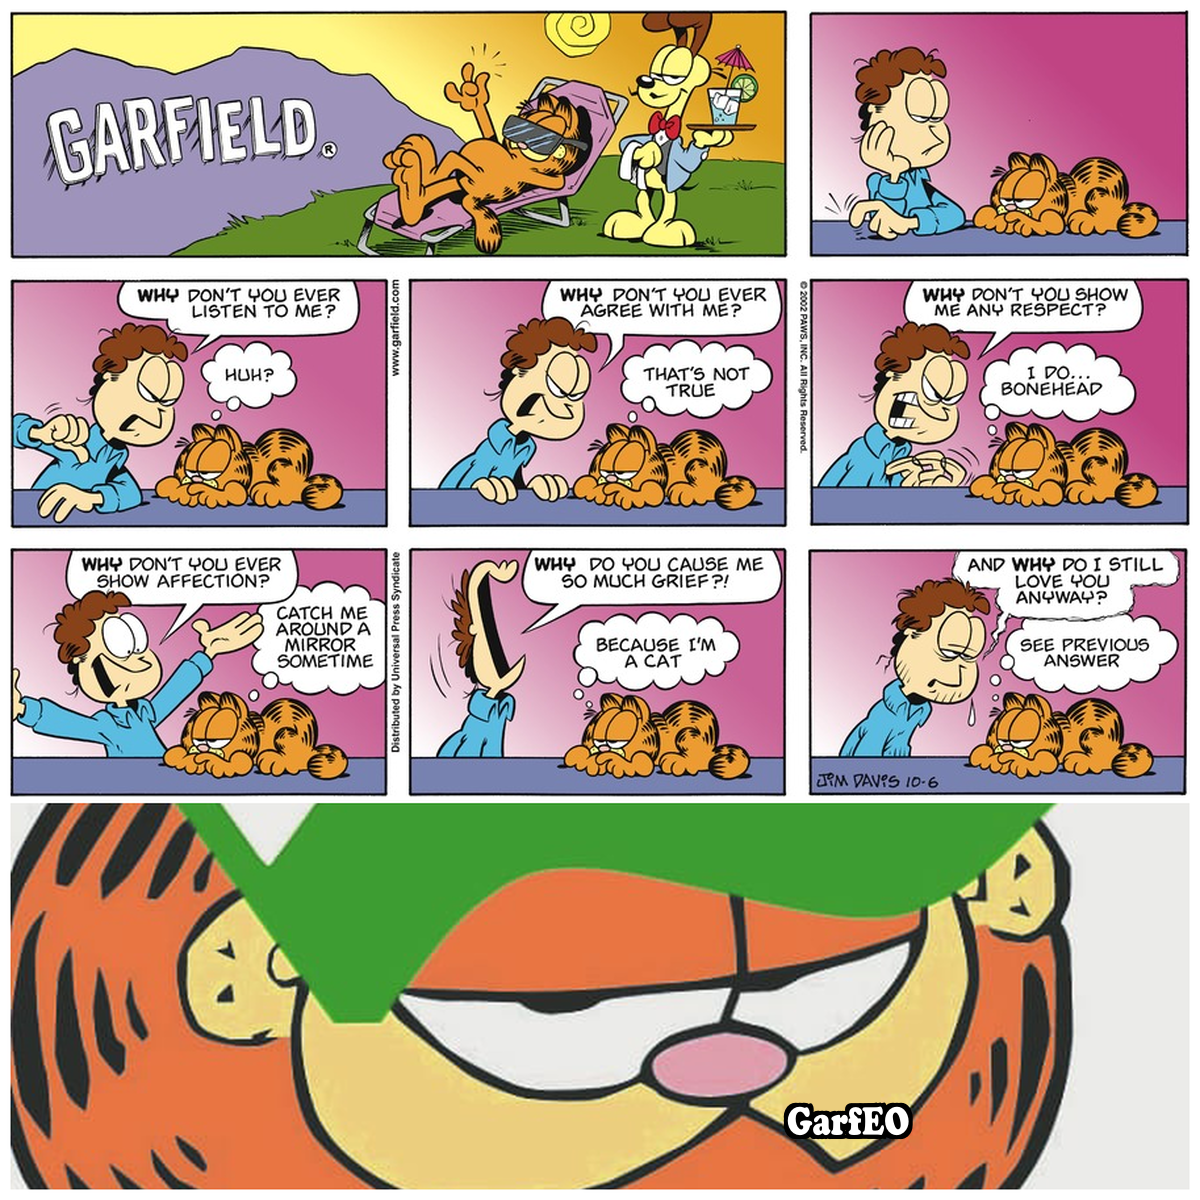 GARFIELD®
WHY DON'T YOU EVER
LISTEN TO ME?
HUH?
www.garfield.com
WHY DON'T YOU EVER
AGREE WITH ME?
THAT'S NOT
TRUE
© 2002 PAWS, INC. All Rights Reserved.
WHY DON'T YOU SHOW
ME ANY RESPECT?
I DO...
BONEHEAD
WHY DON'T YOU EVER
SHOW AFFECTION?
CATCH ME
AROUND A
MIRROR
SOMETIME
Distributed by Universal Press Syndicate
WHY DO YOU CAUSE ME
SO MUCH GRIEF?!
BECAUSE I'M
A CAT
AND WHY DO I STILL
LOVE YOU
ANYWAY?
SEE PREVIOUS
ANSWER
JIM DAVIS 10-6
GarfEO